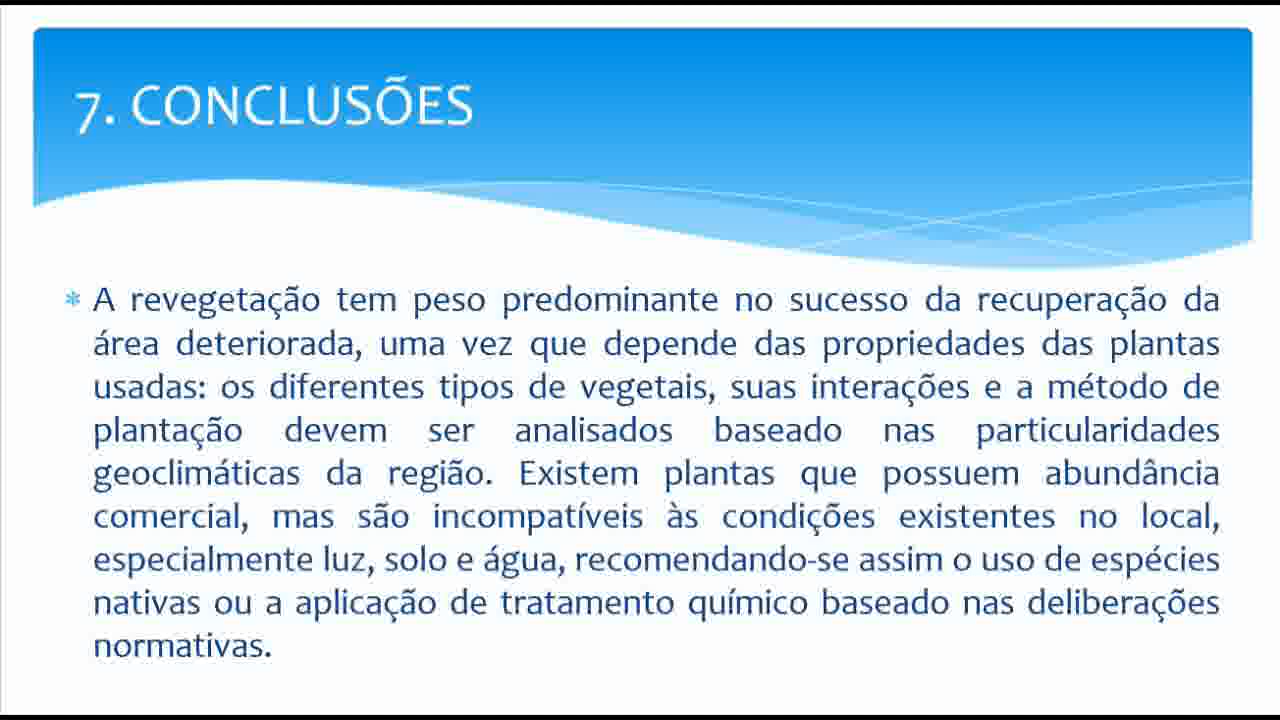 7. CONCLUSÕES
* A revegetação tem peso predominante no sucesso da recuperação da
área deteriorada, uma vez que depende das propriedades das plantas
usadas: os diferentes tipos de vegetais, suas interações e a método de
plantação devem ser analisados baseado nas particularidades
geoclimáticas da região. Existem plantas que possuem abundância
comercial, mas são incompatíveis às condições existentes no local,
especialmente luz, solo e água, recomendando-se assim o uso de espécies
nativas ou a aplicação de tratamento químico baseado nas deliberações
normativas.